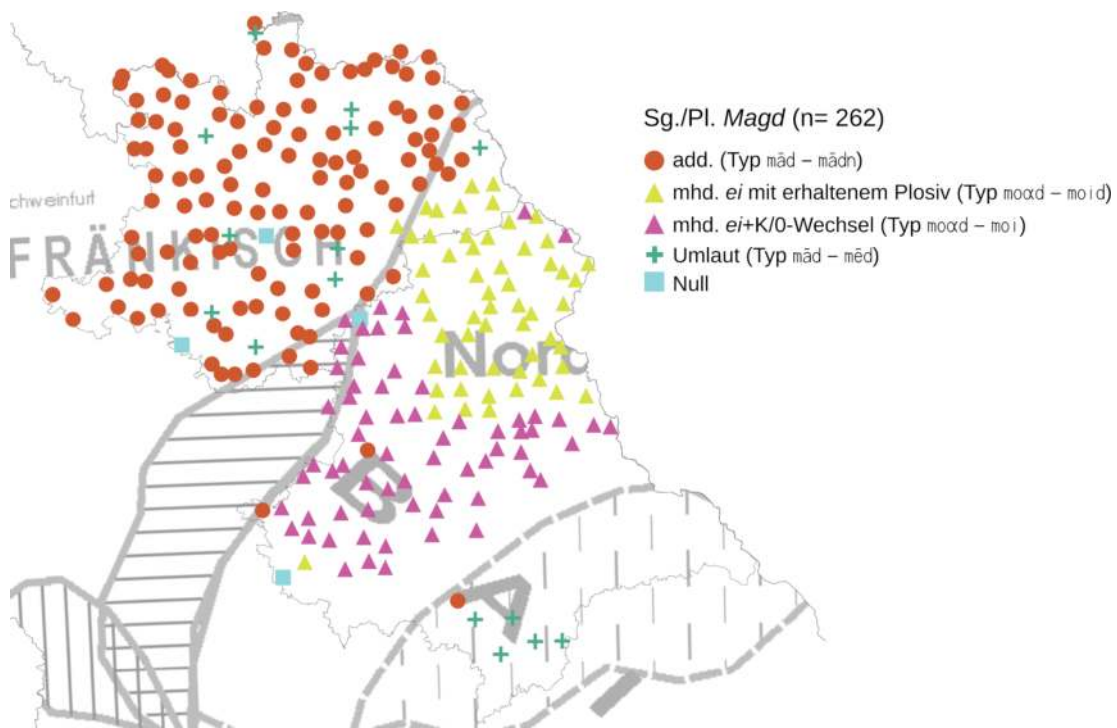 Sg./Pl. Magd (n= 262)
add. (Typ mād – mādn)
mhd. ei mit erhaltenem Plosiv (Typ moɑd – moid)
mhd. ei+K/0-Wechsel (Typ moɑd – moi)
Umlaut (Typ mād – mēd)
Null
chweinfurt
FRÄNKISCH
Nord
B
A
I